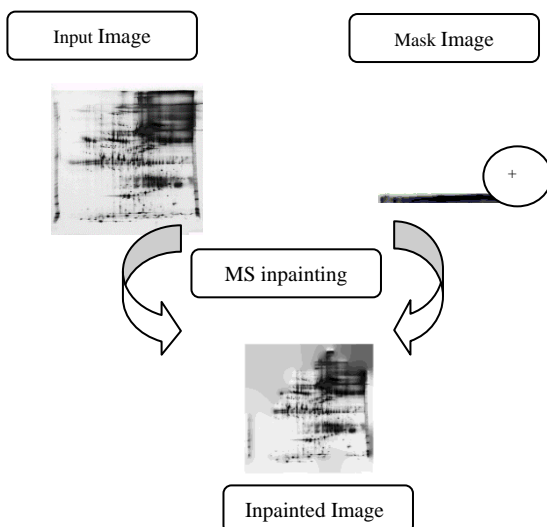 Input Image
Mask Image
+
MS inpainting
Inpainted Image